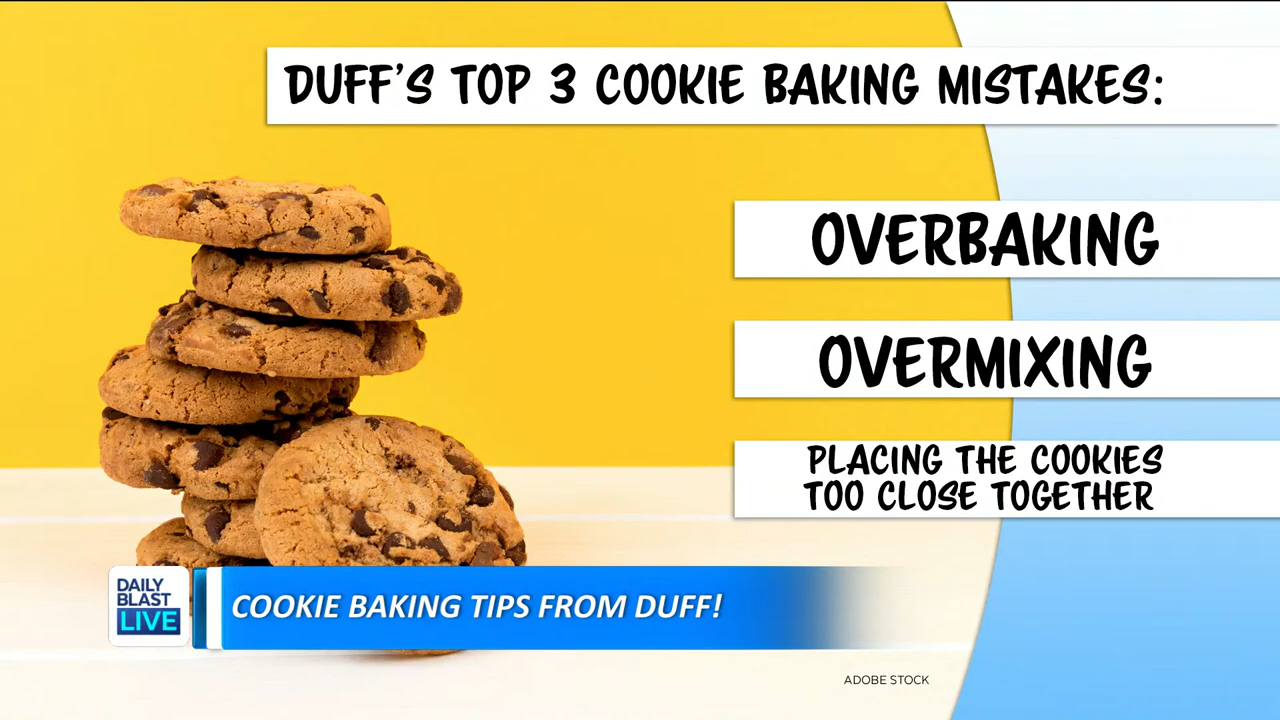 DUFF'S TOP 3 COOKIE BAKING MISTAKES:
OVERBAKING
OVERMIXING
PLACING THE COOKIES
TOO CLOSE TOGETHER
DAILY
BLAST
LIVE
COOKIE BAKING TIPS FROM DUFF!
ADOBE STOCK